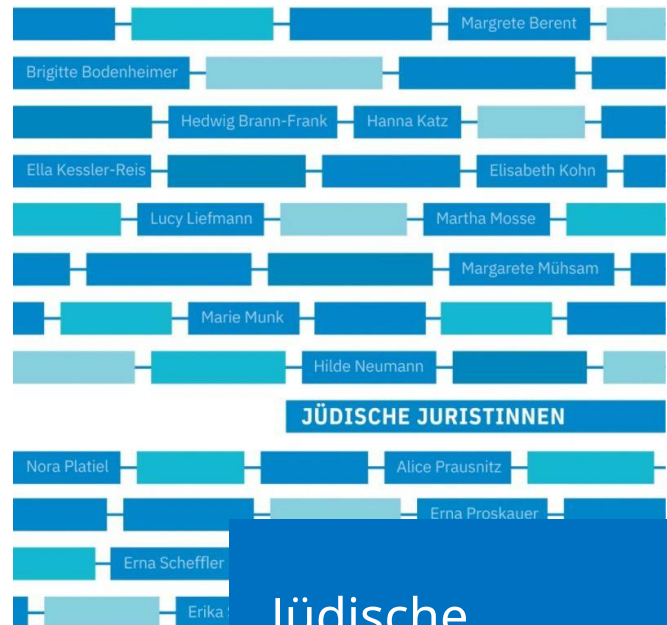 Margrete Berent
Brigitte Bodenheimer
Hedwig Brann-Frank Hanna Katz
Ella Kessler-Reis Elisabeth Kohn
Lucy Liefmann Martha Mosse
Margarete Mühsam
Marie Munk
Hilde Neumann
JÜDISCHE JURISTINNEN
Nora Platiel Alice Prausnitz
Erna Proskauer
Erna Scheffler
Erika
Jüdische